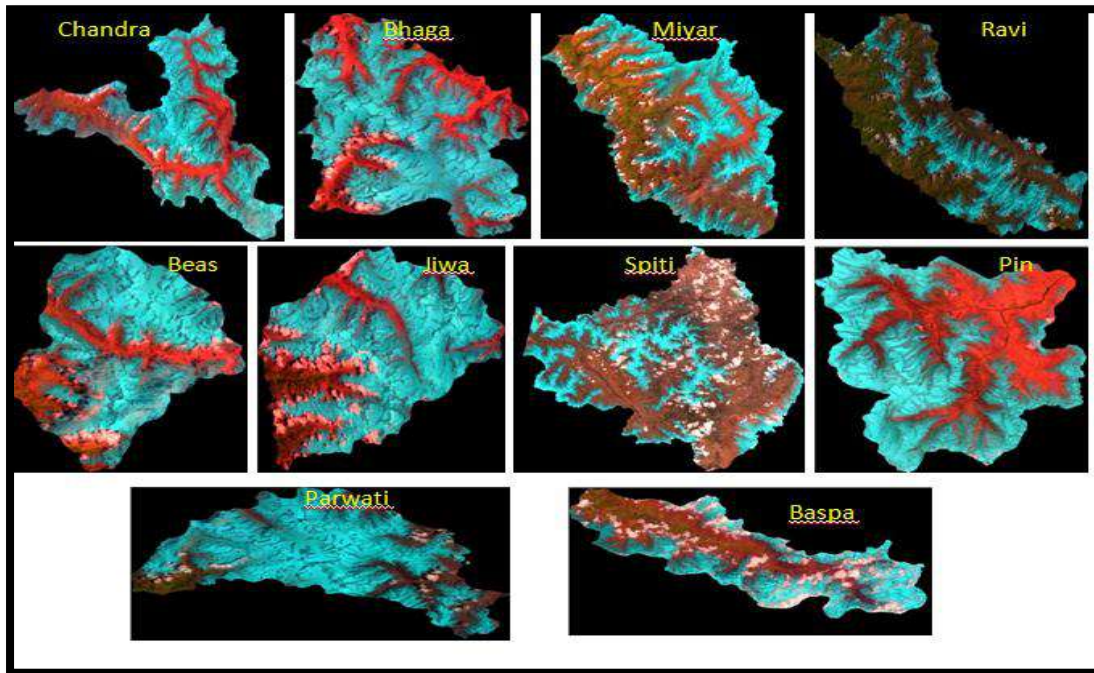 Chandra
Bhaga
Miyar
Ravi
Beas
Jiwa
Spiti
Pin
Parwati
Baspa